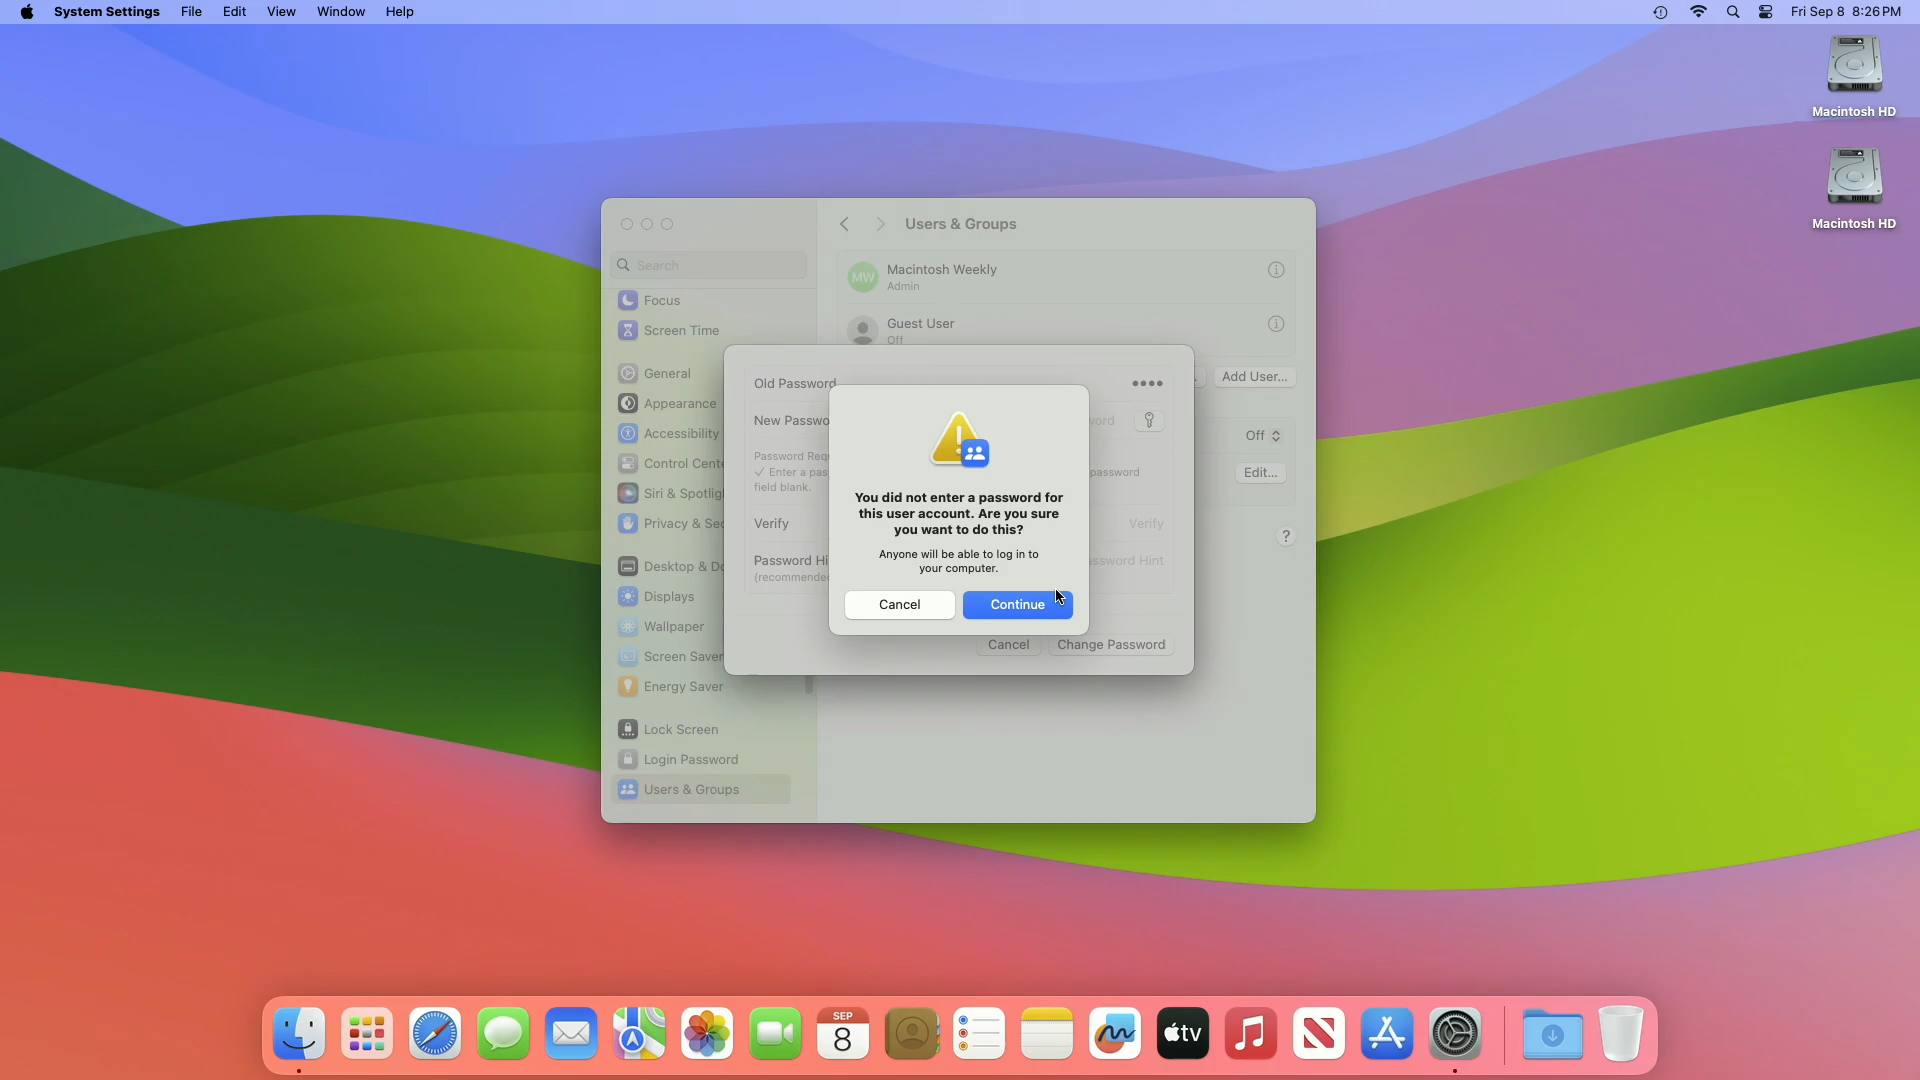 System Settings File Edit View Window Help
Fri Sep 8 8:26 PM
Macintosh HD
Macintosh HD
Users & Groups
Search
Focus
Screen Time
General
Appearance
Accessibility
Control Cente
Siri & Spotlig
Privacy & Sec
Desktop & Do
Displays
Wallpaper
Screen Saver
Energy Saver
Lock Screen
Login Password
Users & Groups
MW Macintosh Weekly
Admin
Guest User
Off
Add User...
Off
Edit...
?
Old Password ••••
New Passwo
Password Req
✓ Enter a pas password
field blank.
Verify Verify
Password Hi ssword Hint
(recommended
Cancel Change Password
You did not enter a password for
this user account. Are you sure
you want to do this?
Anyone will be able to log in to
your computer.
Cancel Continue
SEP
8
tv